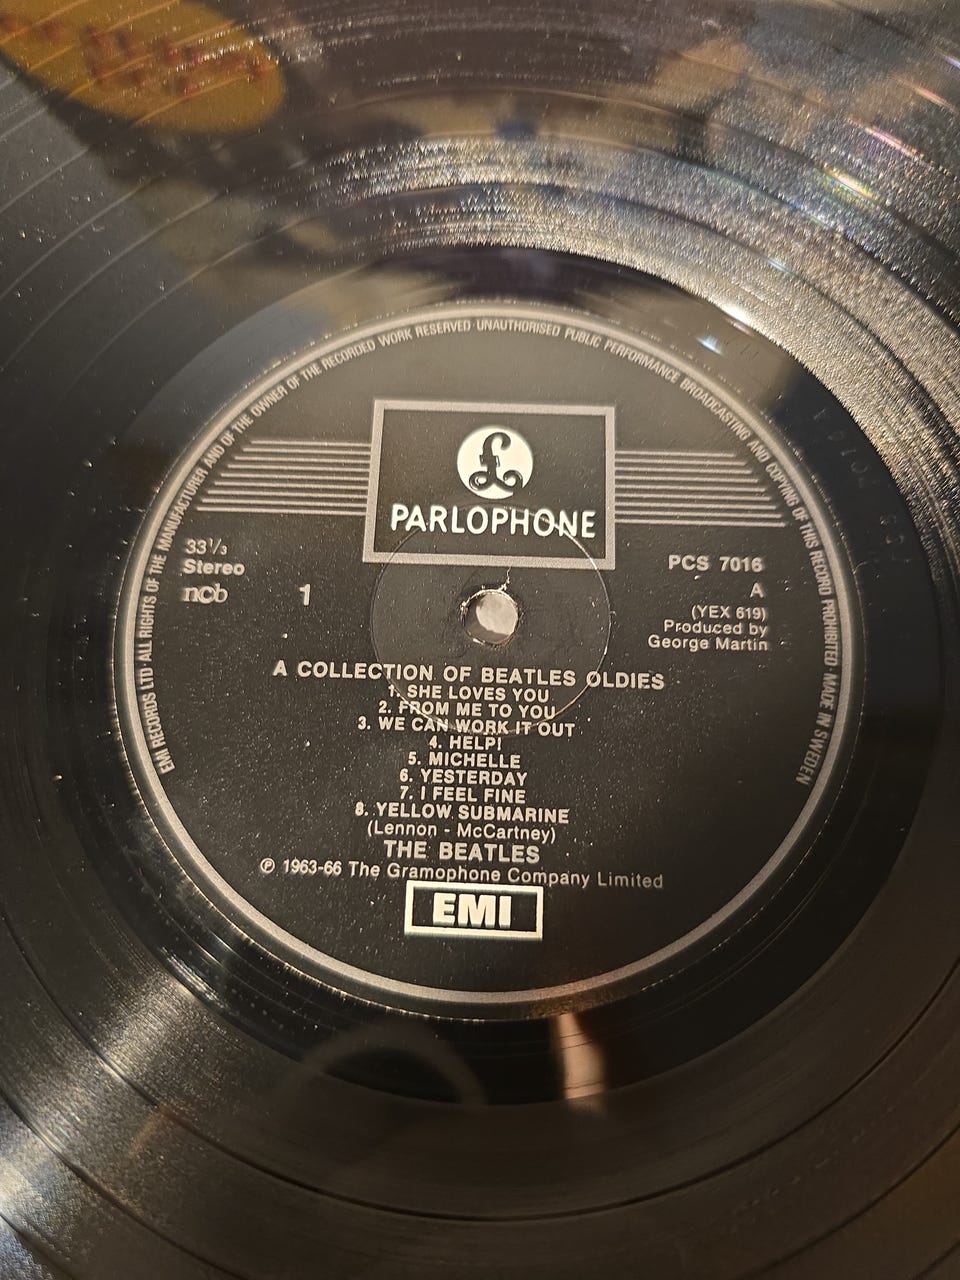 EMI RECORDS LTD ALL RIGHTS OF THE MANUFACTURER AND OF THE OWNER OF THE RECORDED WORK RESERVED · UNAUTHORISED PUBLIC PERFORMANCE BROADCASTING AND COPYING OF THIS RECORD PROHIBITED · MADE IN SWEDEN
£
PARLOPHONE
33⅓
Stereo
ncb
1
PCS 7016
A
(YEX 619)
Produced by
George Martin
A COLLECTION OF BEATLES OLDIES
1. SHE LOVES YOU
2. FROM ME TO YOU
3. WE CAN WORK IT OUT
4. HELP!
5. MICHELLE
6. YESTERDAY
7. I FEEL FINE
8. YELLOW SUBMARINE
(Lennon - McCartney)
THE BEATLES
℗ 1963-66 The Gramophone Company Limited
EMI